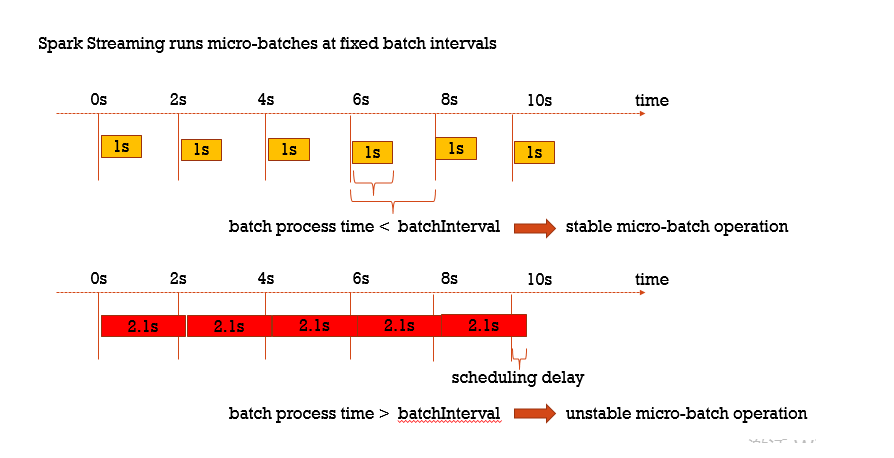 Spark Streaming runs micro-batches at fixed batch intervals
0s 2s 4s 6s 8s 10s time
1s 1s 1s 1s 1s 1s
batch process time < batchInterval stable micro-batch operation
0s 2s 4s 6s 8s 10s time
2.1s 2.1s 2.1s 2.1s 2.1s
scheduling delay
batch process time > batchInterval unstable micro-batch operation